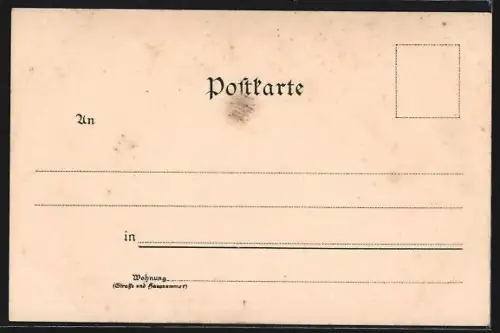 Postkarte
An
in
Wohnung
(Straße und Hausnummer)